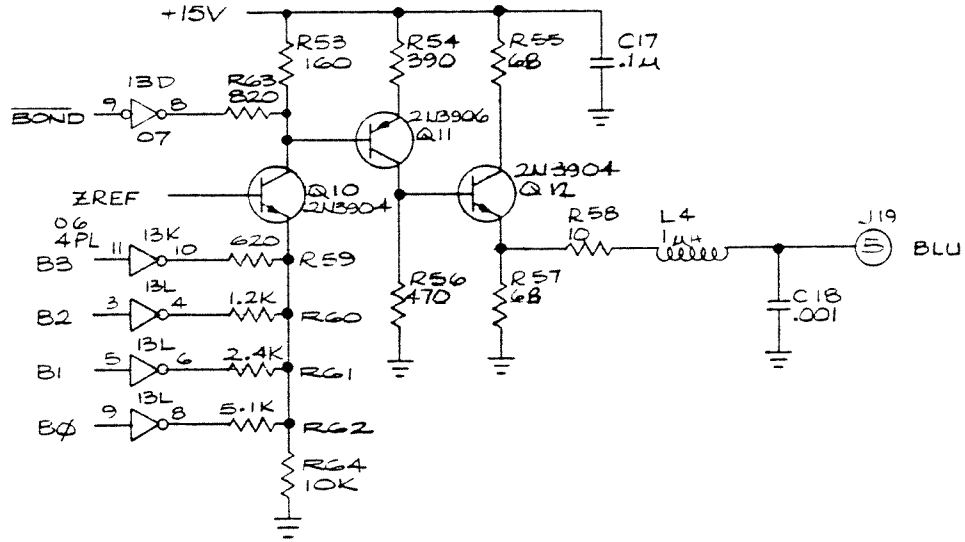 +15V
R53
160
R54
390
R55
68
C17
.1µ
13D
R63
820
BOND
9
8
07
2N3906
Q11
2N3904
Q12
ZREF
Q10
2N3904
06
4PL
13K
620
R59
B3
11
10
R58
10
L4
1µH
J19
5
BLU
13L
1.2K
R60
B2
3
4
R56
470
R57
68
C18
.001
13L
2.4K
R61
B1
5
6
13L
5.1K
R62
BØ
9
8
R64
10K